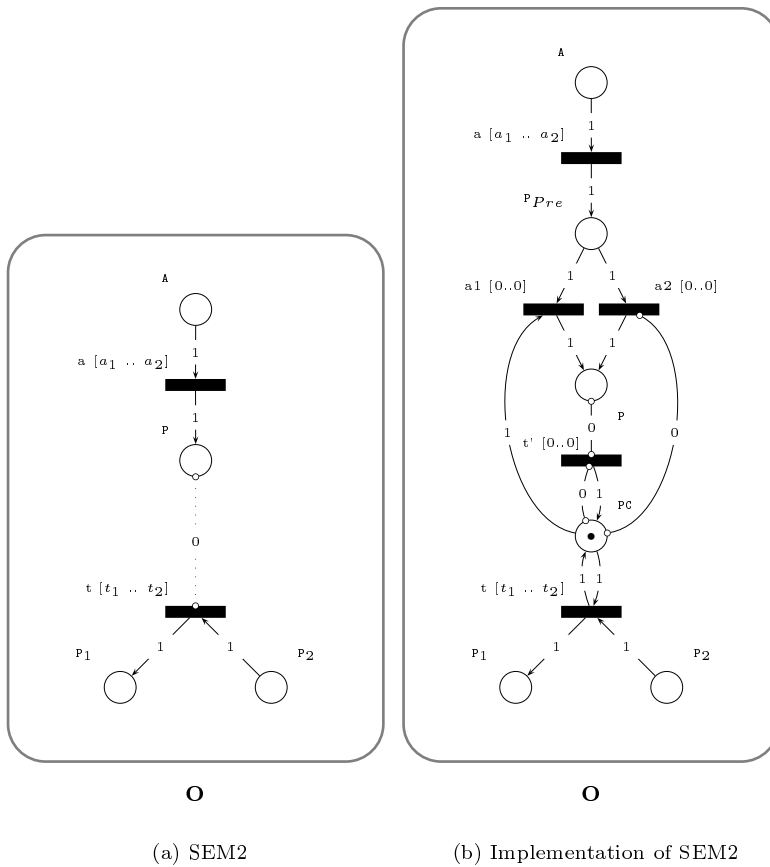 A
1
a [a1 .. a2]
1
P
0
t [t1 .. t2]
1
1
P1
P2
O
(a) SEM2
A
1
a [a1 .. a2]
1
PPre
1
1
a1 [0..0]
a2 [0..0]
1
1
P
1
0
0
t' [0..0]
0
1
PC
1
1
t [t1 .. t2]
1
1
P1
P2
O
(b) Implementation of SEM2